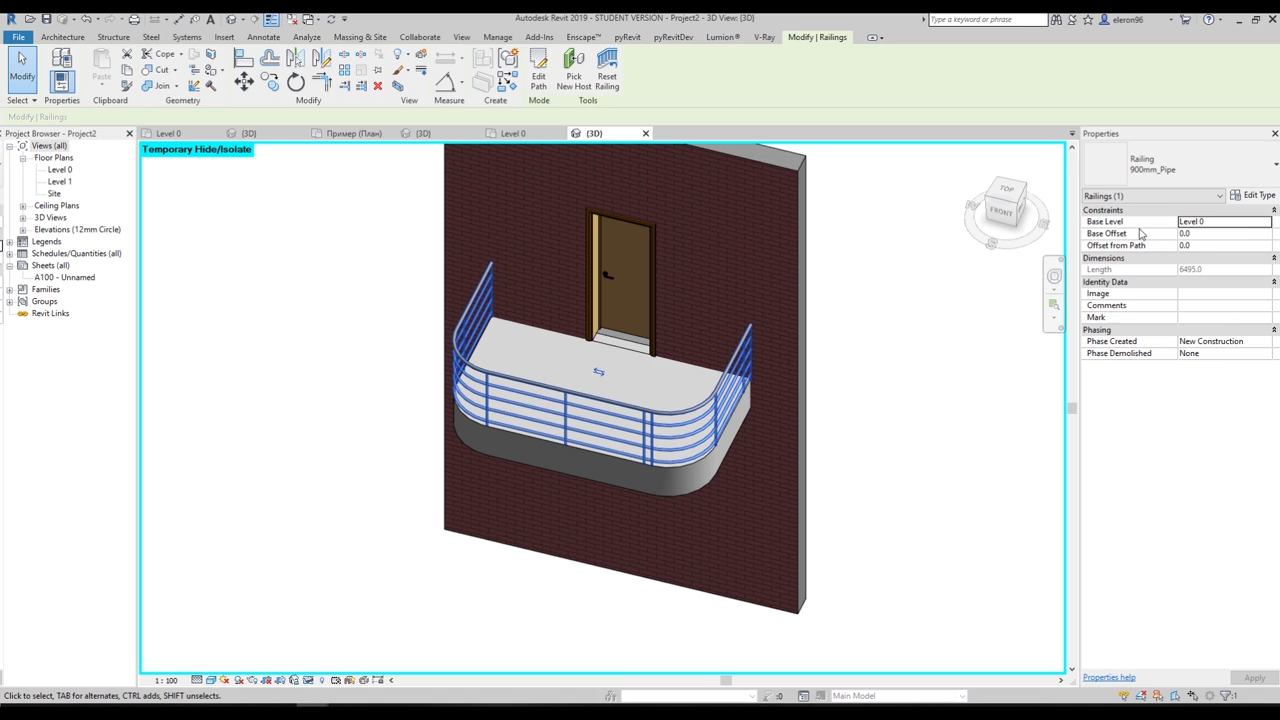 Autodesk Revit 2019 - STUDENT VERSION - Project2 - 3D View: {3D}
Type a keyword or phrase
eleron96
File
Architecture
Structure
Steel
Systems
Insert
Annotate
Analyze
Massing & Site
Collaborate
View
Manage
Add-Ins
Enscape™
pyRevit
pyRevitDev
Lumion®
V-Ray
Modify | Railings
Modify
Properties
Paste
Cope
Cut
Join
Edit Path
Pick New Host
Reset Railing
Select
Properties
Clipboard
Geometry
Modify
View
Measure
Create
Mode
Tools
Modify | Railings
Project Browser - Project2
Level 0
{3D}
Пример (План)
{3D}
Level 0
{3D}
Views (all)
Floor Plans
Level 0
Level 1
Site
Ceiling Plans
3D Views
Elevations (12mm Circle)
Legends
Schedules/Quantities (all)
Sheets (all)
A100 - Unnamed
Families
Groups
Revit Links
Temporary Hide/Isolate
TOP
FRONT
Properties
Railing
900mm_Pipe
Railings (1)
Edit Type
Constraints
Base Level Level 0
Base Offset 0.0
Offset from Path 0.0
Dimensions
Length 6495.0
Identity Data
Image
Comments
Mark
Phasing
Phase Created New Construction
Phase Demolished None
Properties help
Apply
1 : 100
Click to select, TAB for alternates, CTRL adds, SHIFT unselects.
:0
Main Model
:1